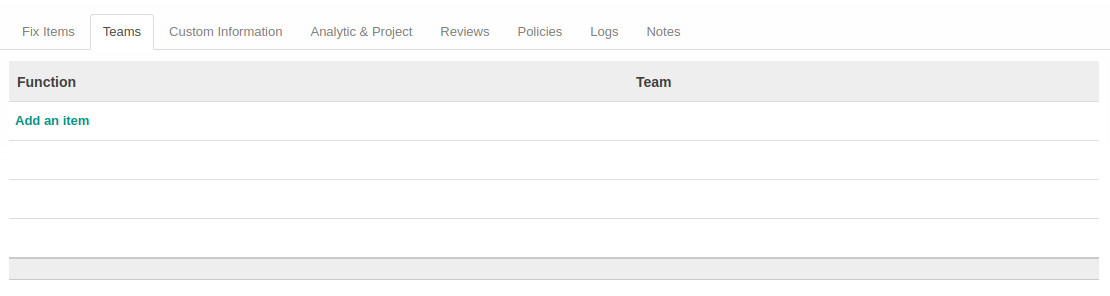 Fix Items Teams Custom Information Analytic & Project Reviews Policies Logs Notes
Function Team
Add an item